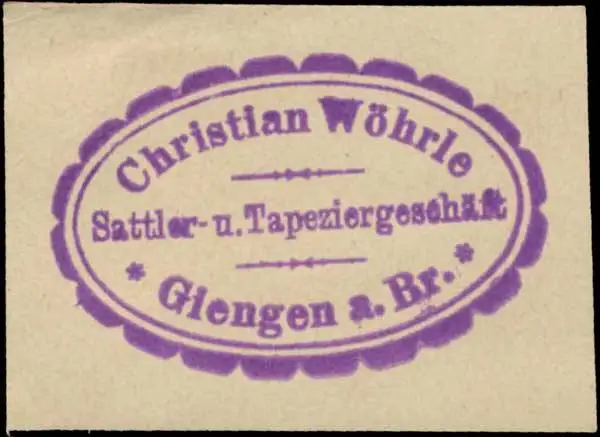 Christian Wöhrle
Sattler- u. Tapeziergeschäft
* Giengen a. Br. *